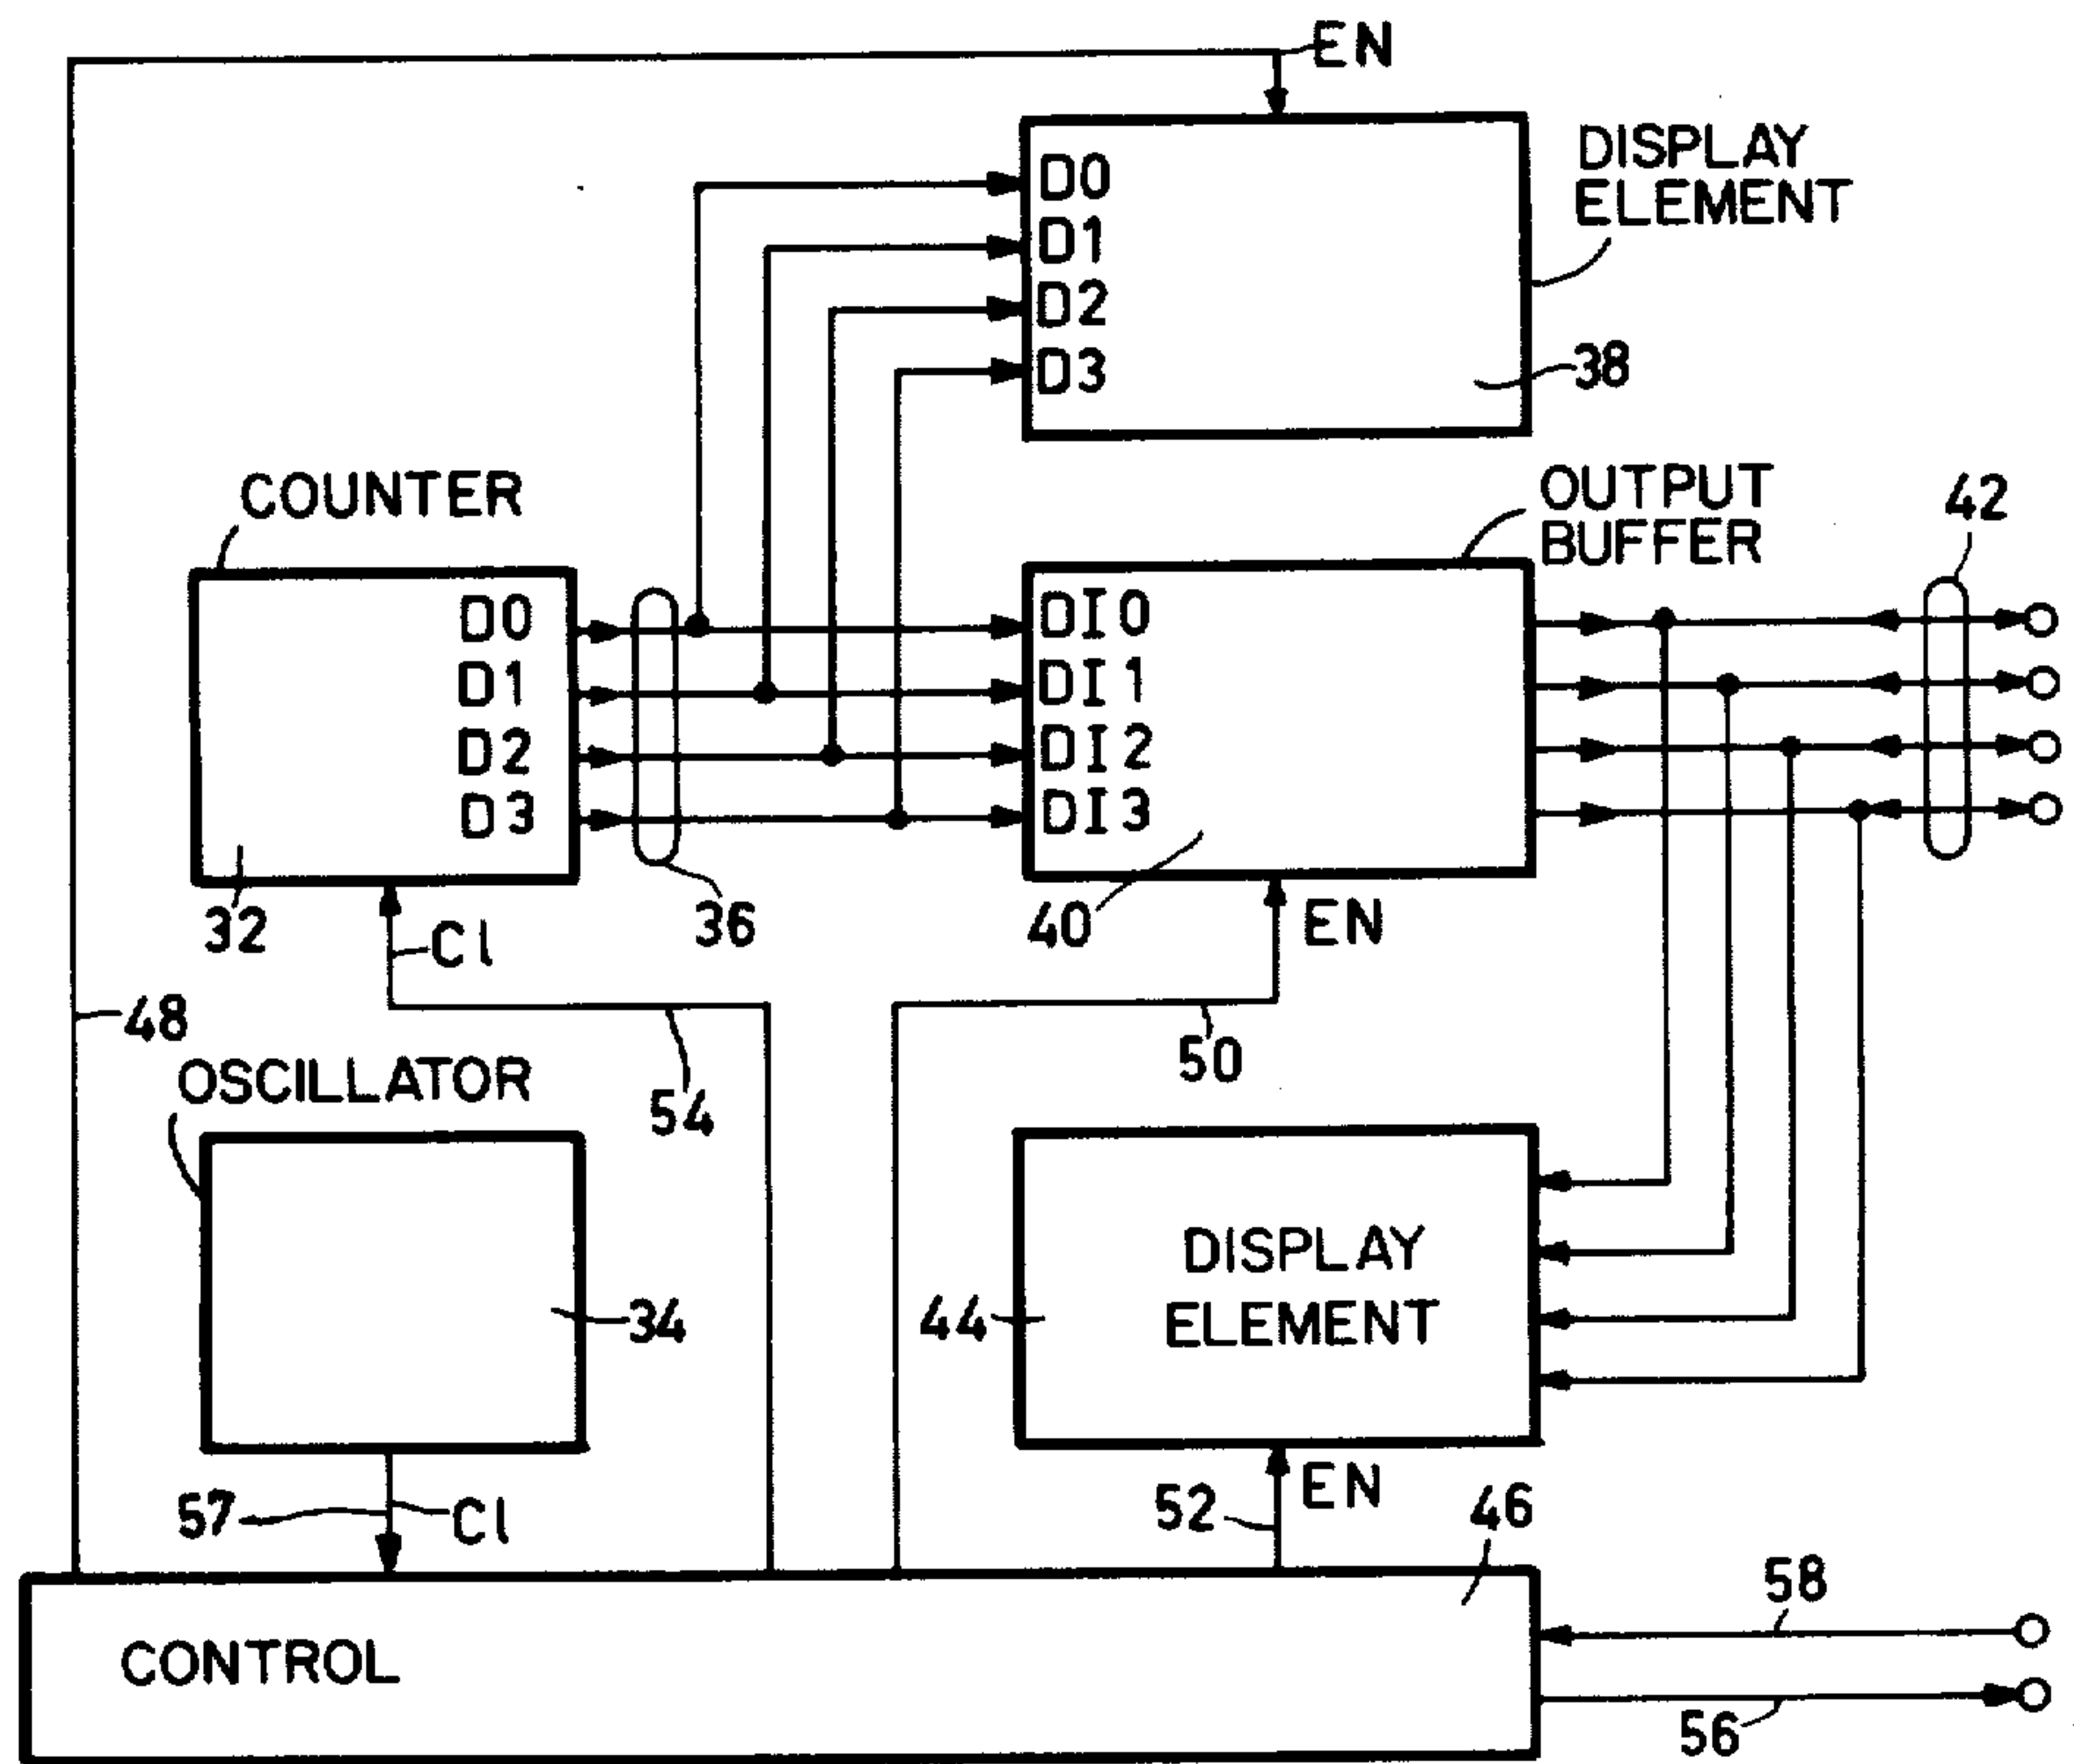 EN
DISPLAY
ELEMENT
D0
D1
D2
D3
38
COUNTER
OUTPUT
BUFFER
42
D0
D1
D2
D3
DI0
DI1
DI2
DI3
32
Cl
36
40
EN
48
54
50
OSCILLATOR
34
DISPLAY
ELEMENT
44
57
Cl
52
EN
46
CONTROL
58
56